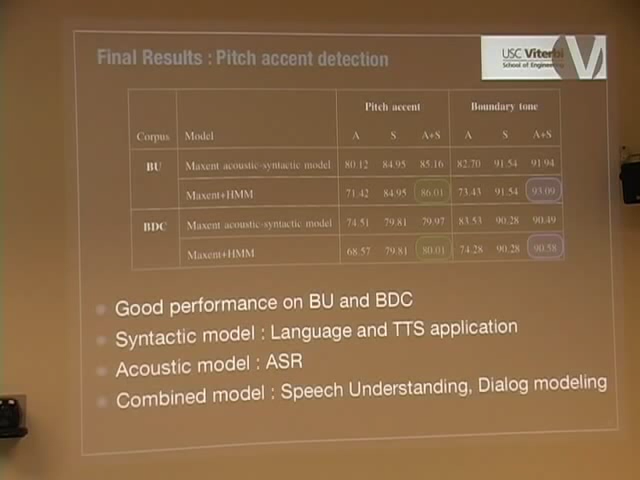 Final Results : Pitch accent detection
USC Viterbi
School of Engineering
V
Pitch accent Boundary tone
Corpus Model A S A+S A S A+S
BU Maxent acoustic-syntactic model 80.12 84.95 85.16 82.70 91.54 91.94
Maxent+HMM 71.42 84.95 86.01 73.43 91.54 93.09
BDC Maxent acoustic-syntactic model 74.51 79.81 79.97 83.53 90.28 90.49
Maxent+HMM 68.57 79.81 80.01 74.28 90.28 90.58
Good performance on BU and BDC
Syntactic model : Language and TTS application
Acoustic model : ASR
Combined model : Speech Understanding, Dialog modeling